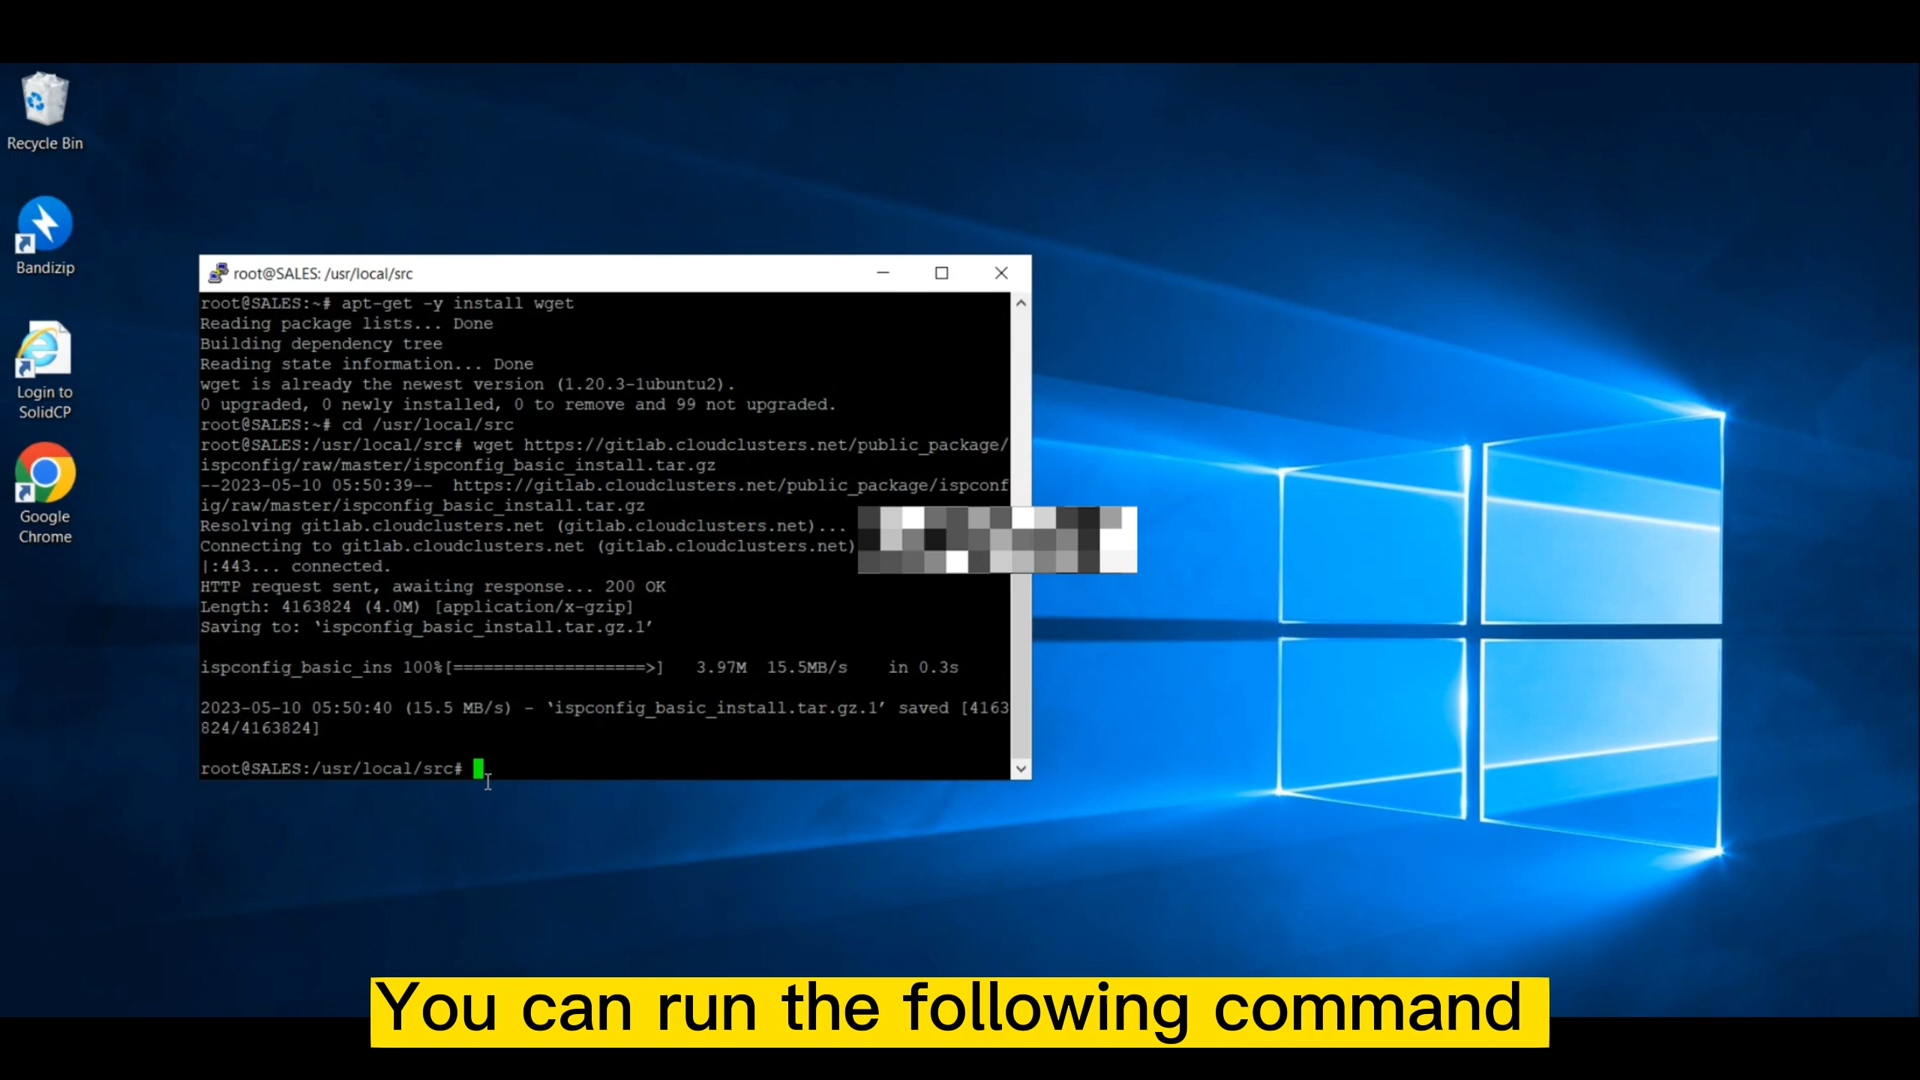 Recycle Bin
Bandizip
Login to
SolidCP
Google
Chrome
root@SALES: /usr/local/src
root@SALES:~# apt-get -y install wget
Reading package lists... Done
Building dependency tree
Reading state information... Done
wget is already the newest version (1.20.3-1ubuntu2).
0 upgraded, 0 newly installed, 0 to remove and 99 not upgraded.
root@SALES:~# cd /usr/local/src
root@SALES:/usr/local/src# wget https://gitlab.cloudclusters.net/public_package/
ispconfig/raw/master/ispconfig_basic_install.tar.gz
--2023-05-10 05:50:39--  https://gitlab.cloudclusters.net/public_package/ispconf
ig/raw/master/ispconfig_basic_install.tar.gz
Resolving gitlab.cloudclusters.net (gitlab.cloudclusters.net)...
Connecting to gitlab.cloudclusters.net (gitlab.cloudclusters.net)
|:443... connected.
HTTP request sent, awaiting response... 200 OK
Length: 4163824 (4.0M) [application/x-gzip]
Saving to: ‘ispconfig_basic_install.tar.gz.1’
ispconfig_basic_ins 100%[===================>]   3.97M  15.5MB/s    in 0.3s
2023-05-10 05:50:40 (15.5 MB/s) - ‘ispconfig_basic_install.tar.gz.1’ saved [4163
824/4163824]
root@SALES:/usr/local/src#
You can run the following command